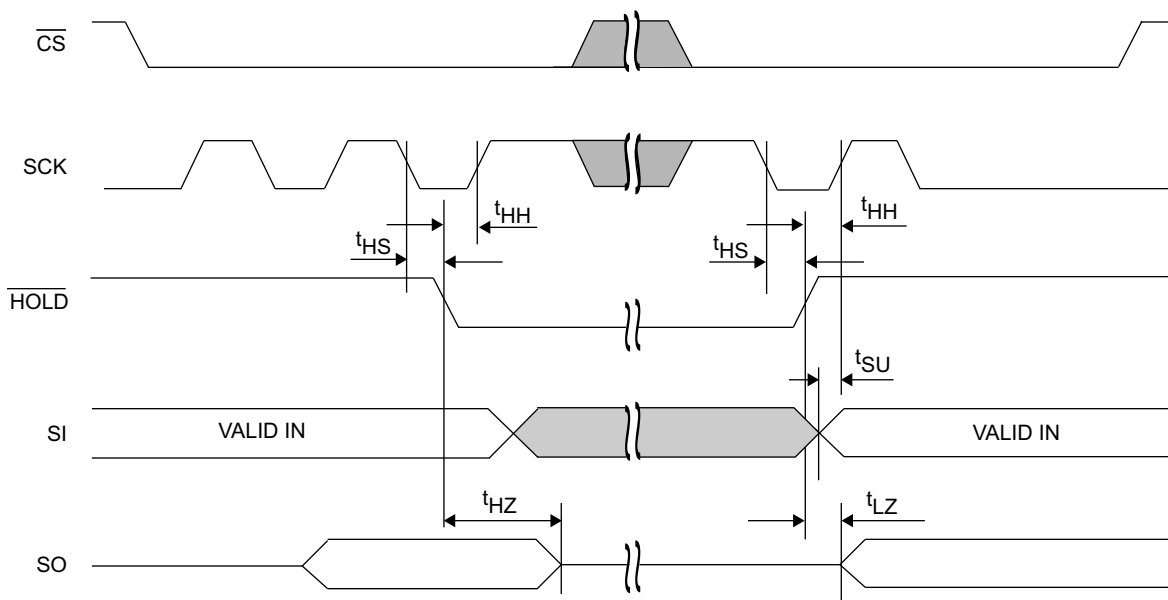 CS
SCK
tHH
tHH
tHS
tHS
HOLD
tSU
SI
VALID IN
VALID IN
tHZ
tLZ
SO